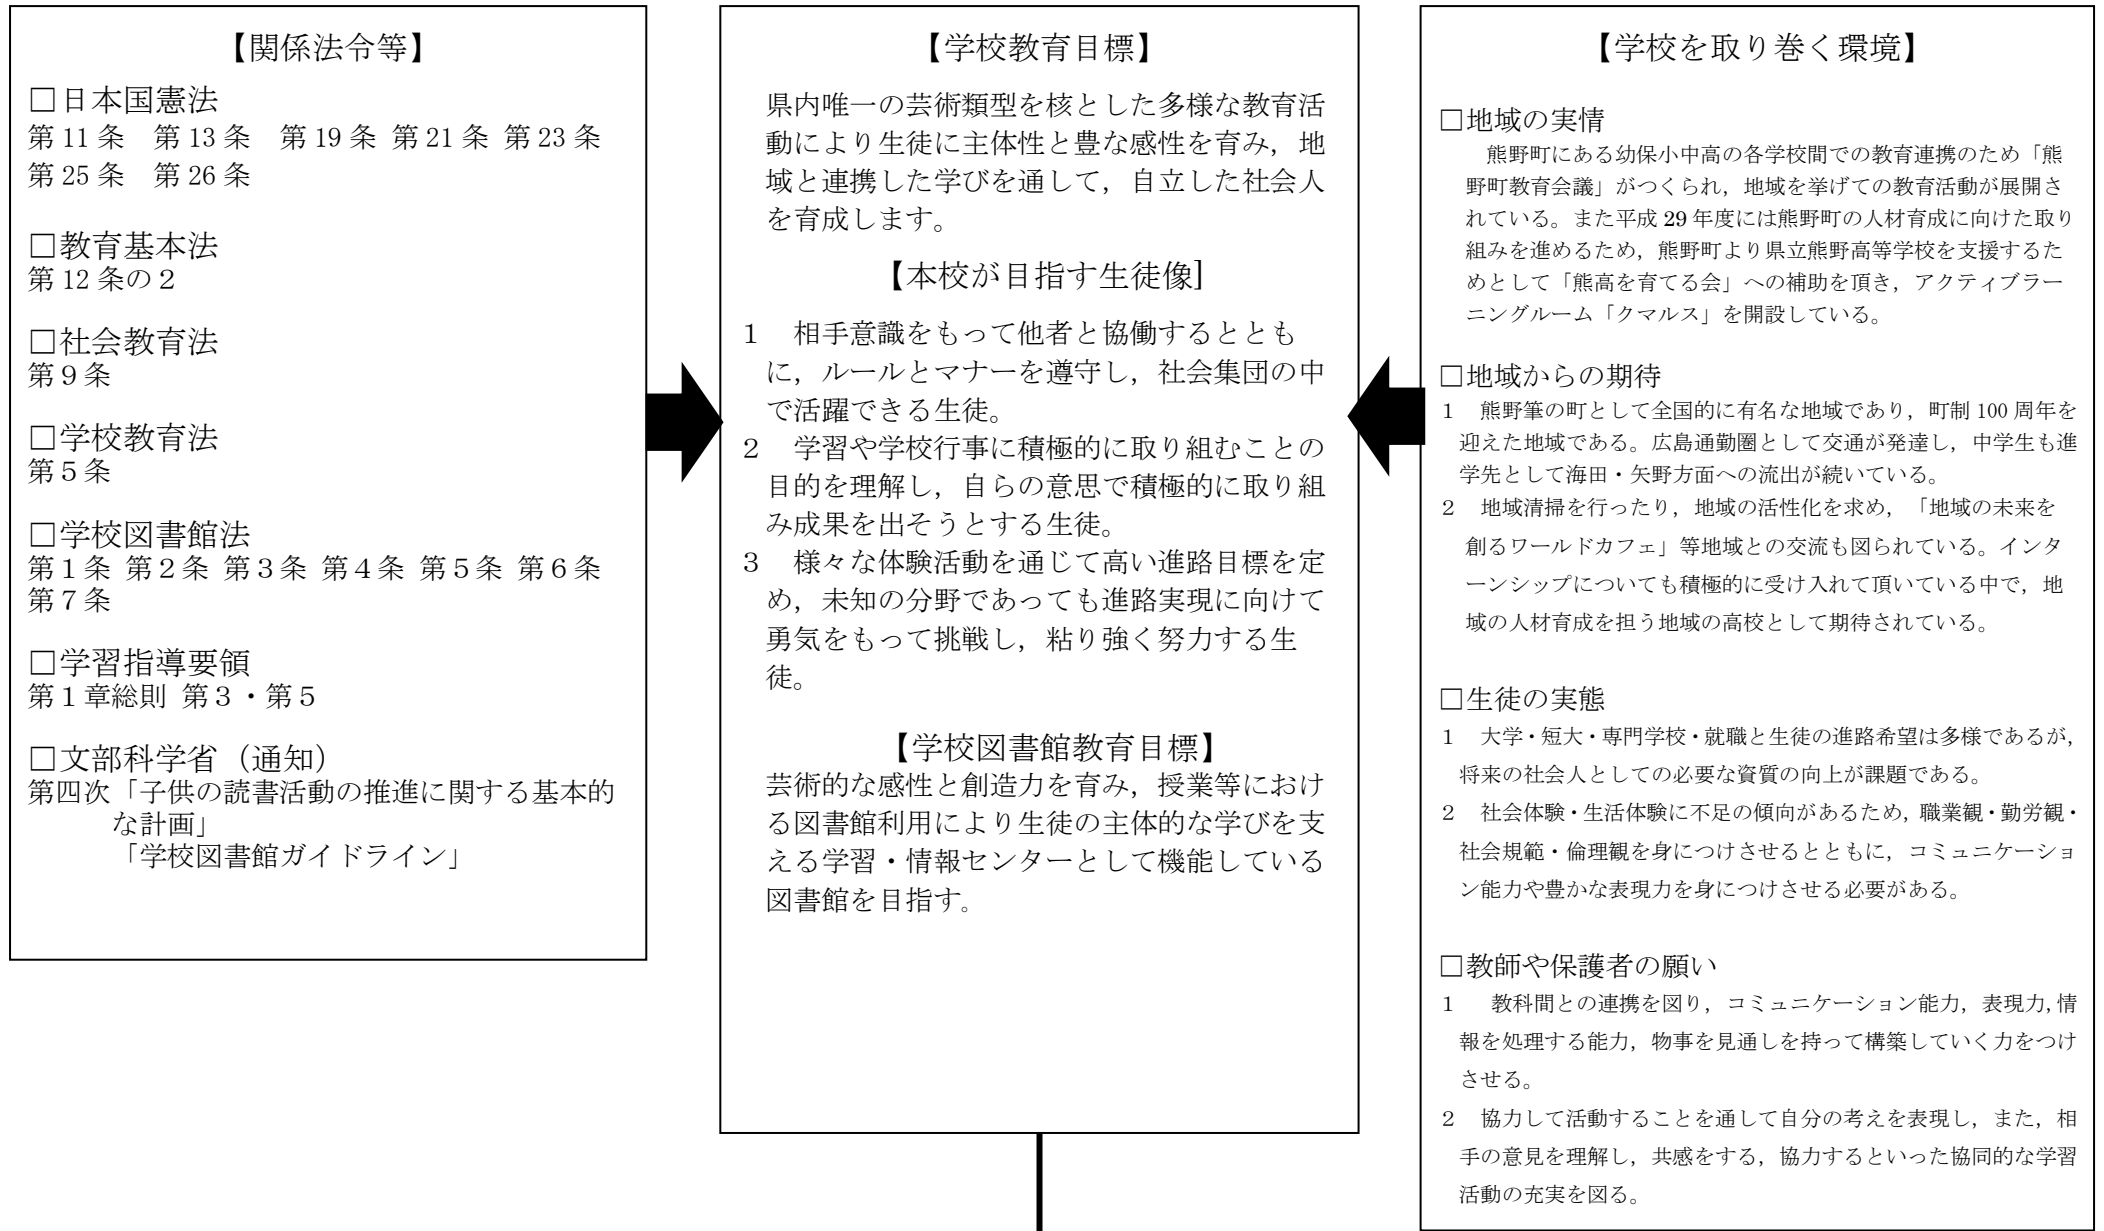 【関係法令等】
□日本国憲法
第11条　第13条　第19条 第21条 第23条
第25条　第26条
□教育基本法
第12条の２
□社会教育法
第９条
□学校教育法
第５条
□学校図書館法
第１条 第２条 第３条 第４条 第５条 第６条
第７条
□学習指導要領
第１章総則 第３・第５
□文部科学省（通知）
第四次「子供の読書活動の推進に関する基本的
な計画」
「学校図書館ガイドライン」
【学校教育目標】
県内唯一の芸術類型を核とした多様な教育活
動により生徒に主体性と豊な感性を育み，地
域と連携した学びを通して，自立した社会人
を育成します。
【本校が目指す生徒像]
１　相手意識をもって他者と協働するととも
に，ルールとマナーを遵守し，社会集団の中
で活躍できる生徒。
２　学習や学校行事に積極的に取り組むことの
目的を理解し，自らの意思で積極的に取り組
み成果を出そうとする生徒。
３　様々な体験活動を通じて高い進路目標を定
め，未知の分野であっても進路実現に向けて
勇気をもって挑戦し，粘り強く努力する生
徒。
【学校図書館教育目標】
芸術的な感性と創造力を育み，授業等におけ
る図書館利用により生徒の主体的な学びを支
える学習・情報センターとして機能している
図書館を目指す。
【学校を取り巻く環境】
□地域の実情
熊野町にある幼保小中高の各学校間での教育連携のため「熊
野町教育会議」がつくられ，地域を挙げての教育活動が展開さ
れている。また平成29年度には熊野町の人材育成に向けた取り
組みを進めるため，熊野町より県立熊野高等学校を支援するた
めとして「熊高を育てる会」への補助を頂き，アクティブラー
ニングルーム「クマルス」を開設している。
□地域からの期待
１　熊野筆の町として全国的に有名な地域であり，町制100周年を
迎えた地域である。広島通勤圏として交通が発達し，中学生も進
学先として海田・矢野方面への流出が続いている。
２　地域清掃を行ったり，地域の活性化を求め，「地域の未来を
創るワールドカフェ」等地域との交流も図られている。インタ
ーンシップについても積極的に受け入れて頂いている中で，地
域の人材育成を担う地域の高校として期待されている。
□生徒の実態
１　大学・短大・専門学校・就職と生徒の進路希望は多様であるが，
将来の社会人としての必要な資質の向上が課題である。
２　社会体験・生活体験に不足の傾向があるため，職業観・勤労観・
社会規範・倫理観を身につけさせるとともに，コミュニケーショ
ン能力や豊かな表現力を身につけさせる必要がある。
□教師や保護者の願い
１　教科間との連携を図り，コミュニケーション能力，表現力，情
報を処理する能力，物事を見通しを持って構築していく力をつけ
させる。
２　協力して活動することを通して自分の考えを表現し，また，相
手の意見を理解し，共感をする，協力するといった協同的な学習
活動の充実を図る。